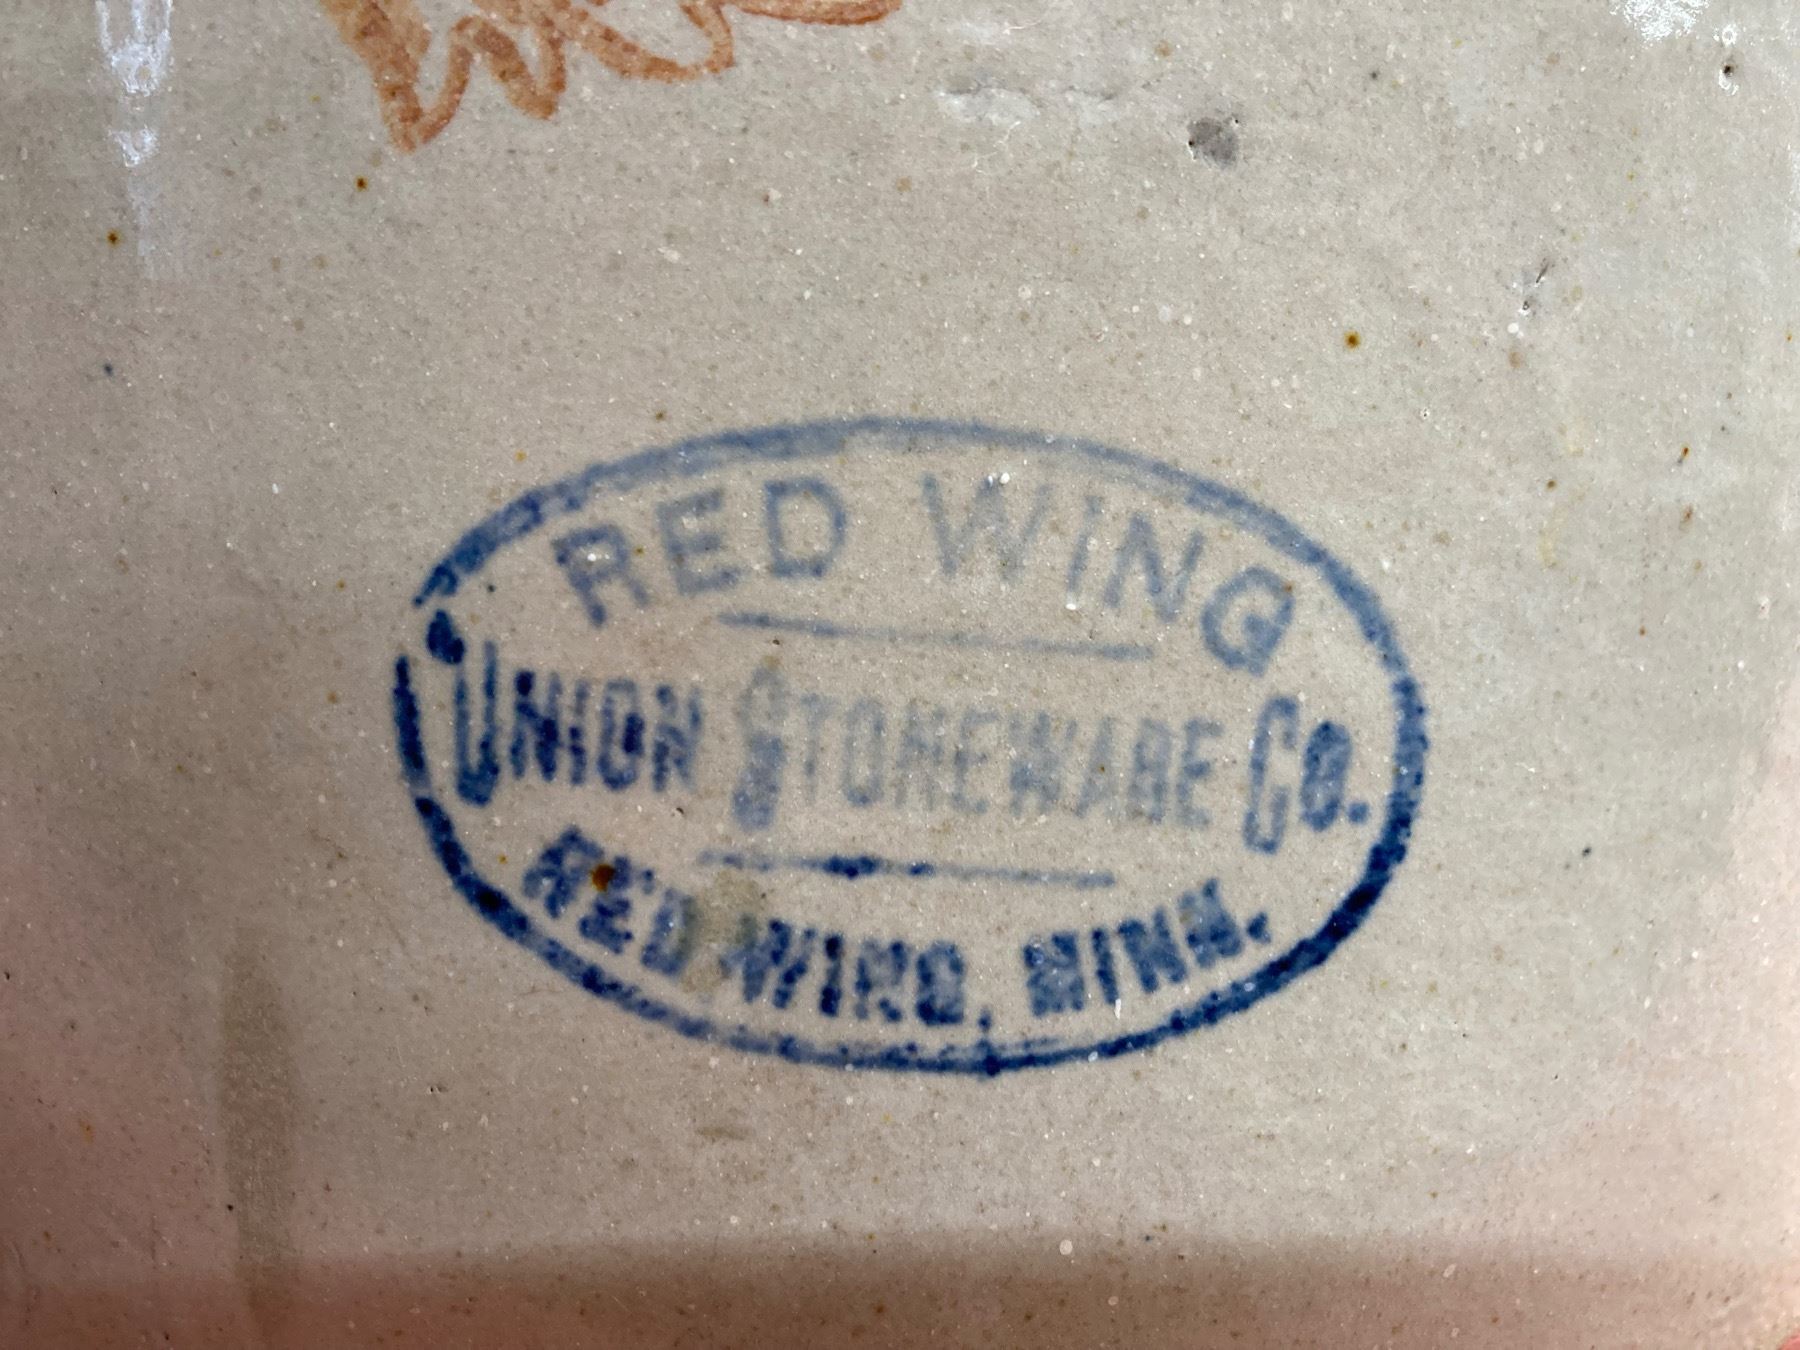 RED WING
UNION STONEWARE CO.
RED WING, MINN.